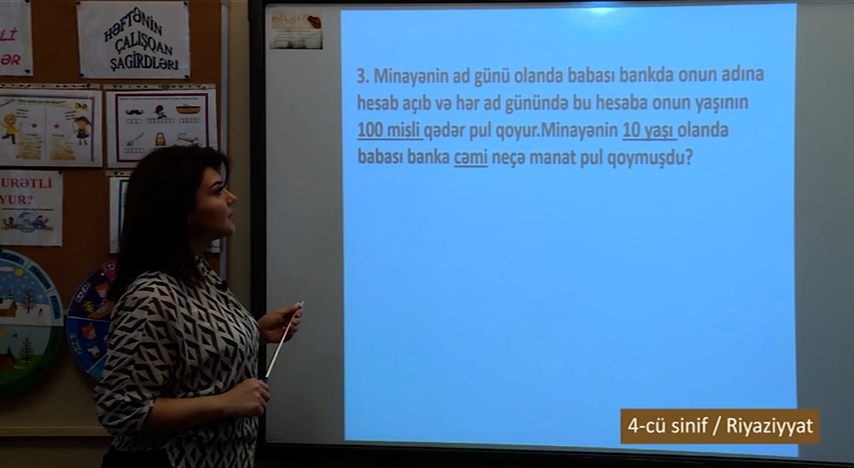 HƏFTƏNİN
ÇALIŞQAN
ŞAGİRDLƏRİ
3. Minayənin ad günü olanda babası bankda onun adına
hesab açıb və hər ad günündə bu hesaba onun yaşının
100 misli qədər pul qoyur.Minayənin 10 yaşı olanda
babası banka cəmi neçə manat pul qoymuşdu?
4-cü sinif / Riyaziyyat